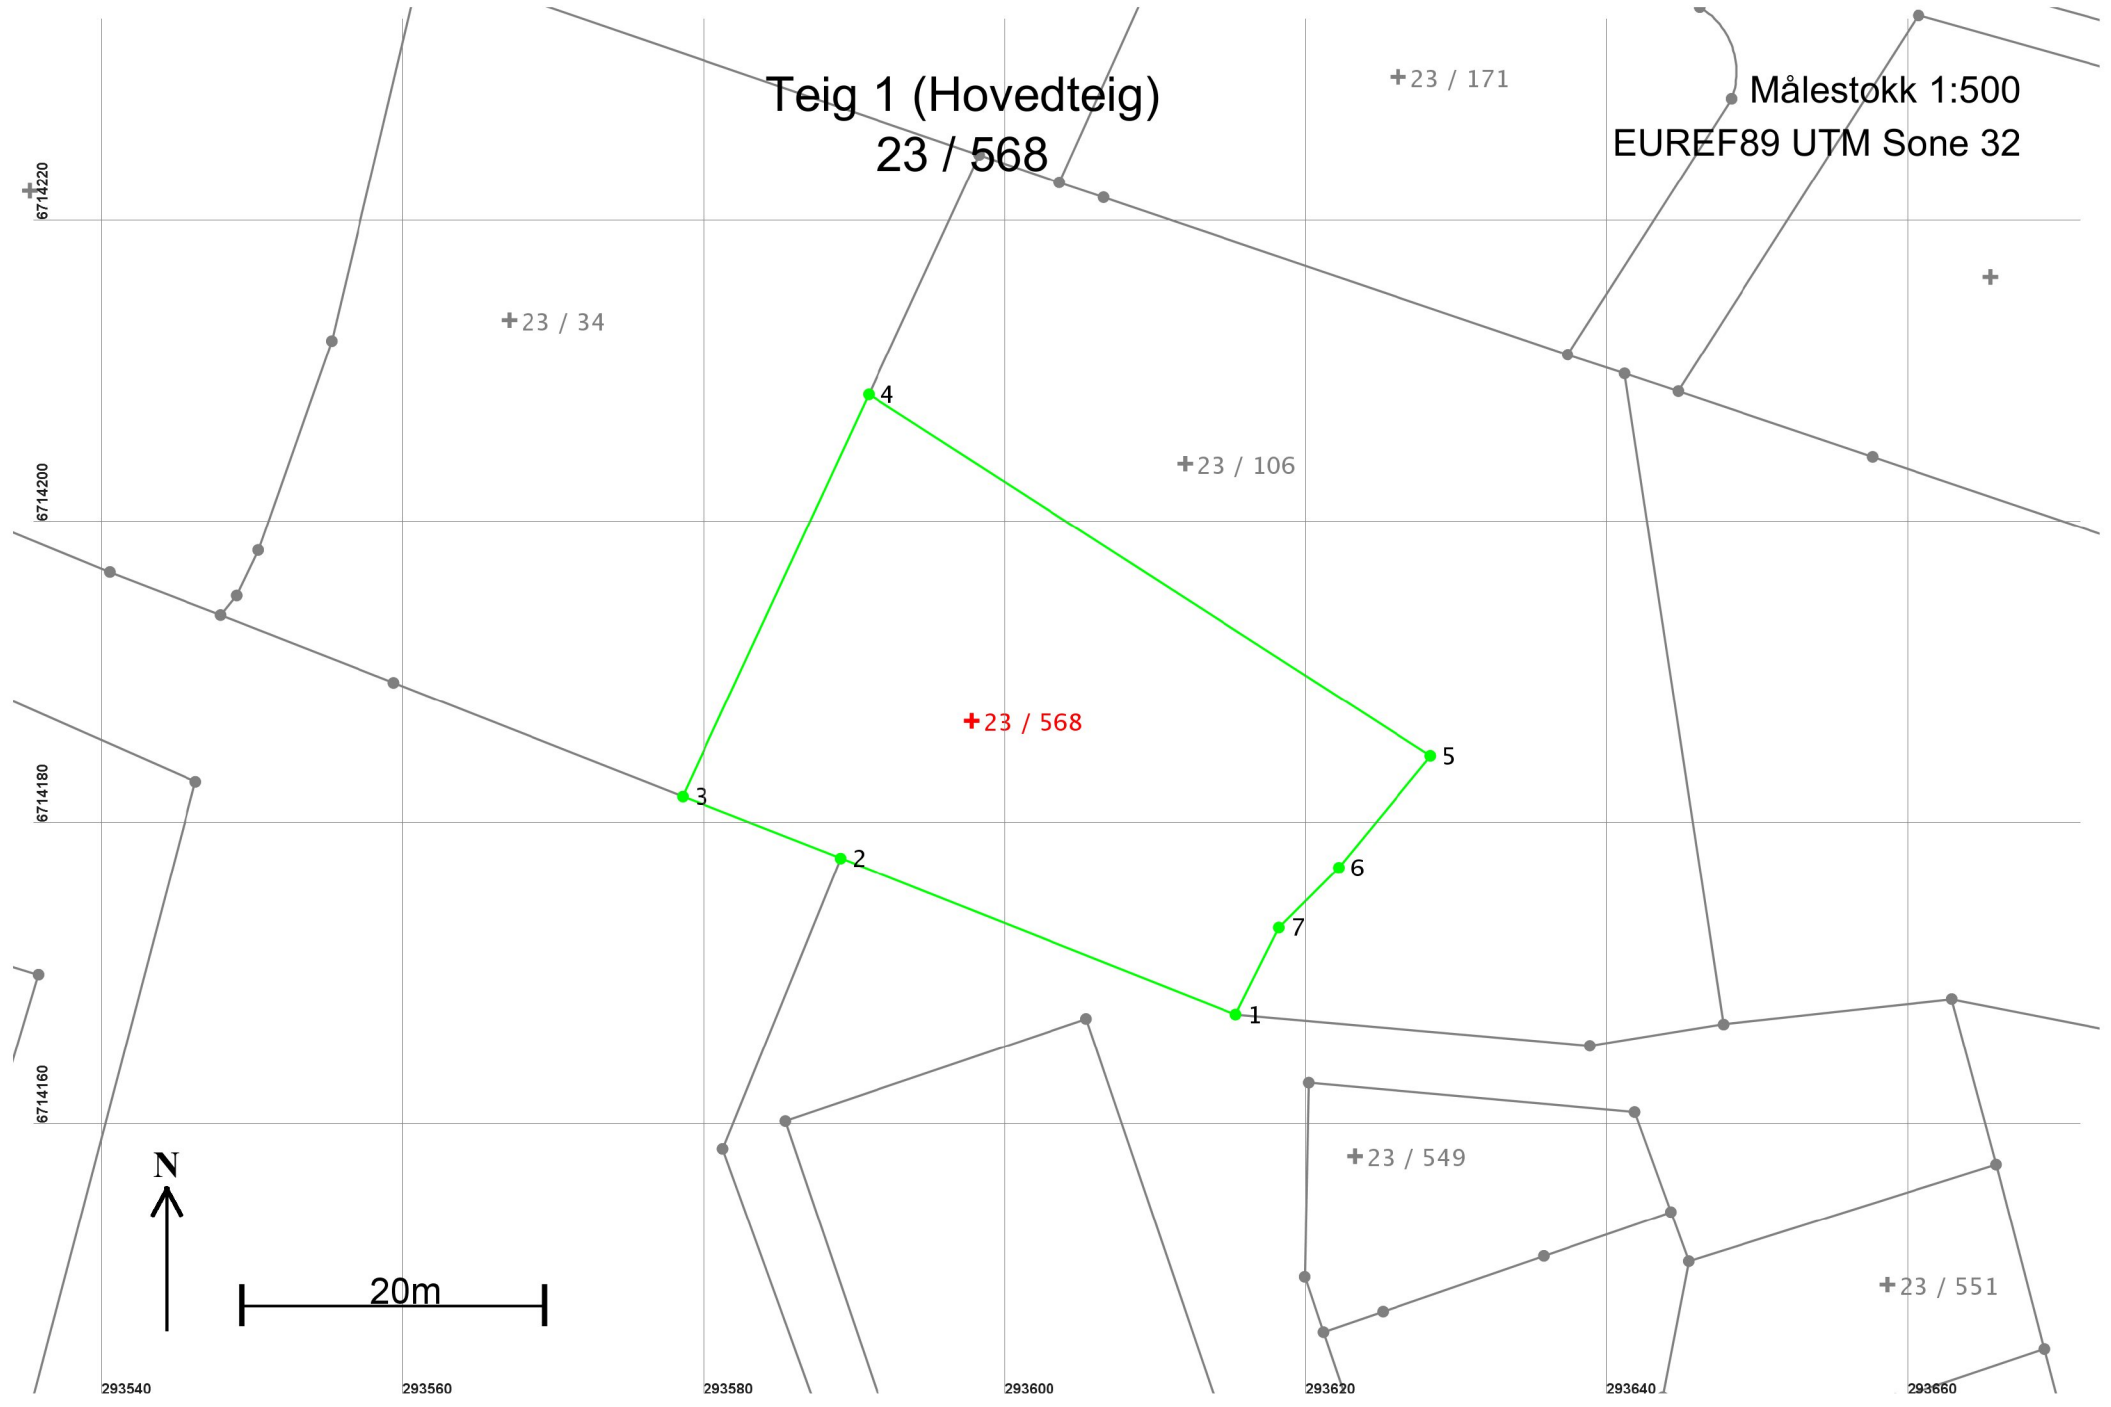 Teig 1 (Hovedteig)
23 / 568
Målestokk 1:500
EUREF89 UTM Sone 32
23 / 171
6714220
23 / 34
4
23 / 106
6714200
23 / 568
5
6714180
3
2
6
7
1
6714160
N
23 / 549
20m
23 / 551
293540
293560
293580
293600
293620
293640
293660